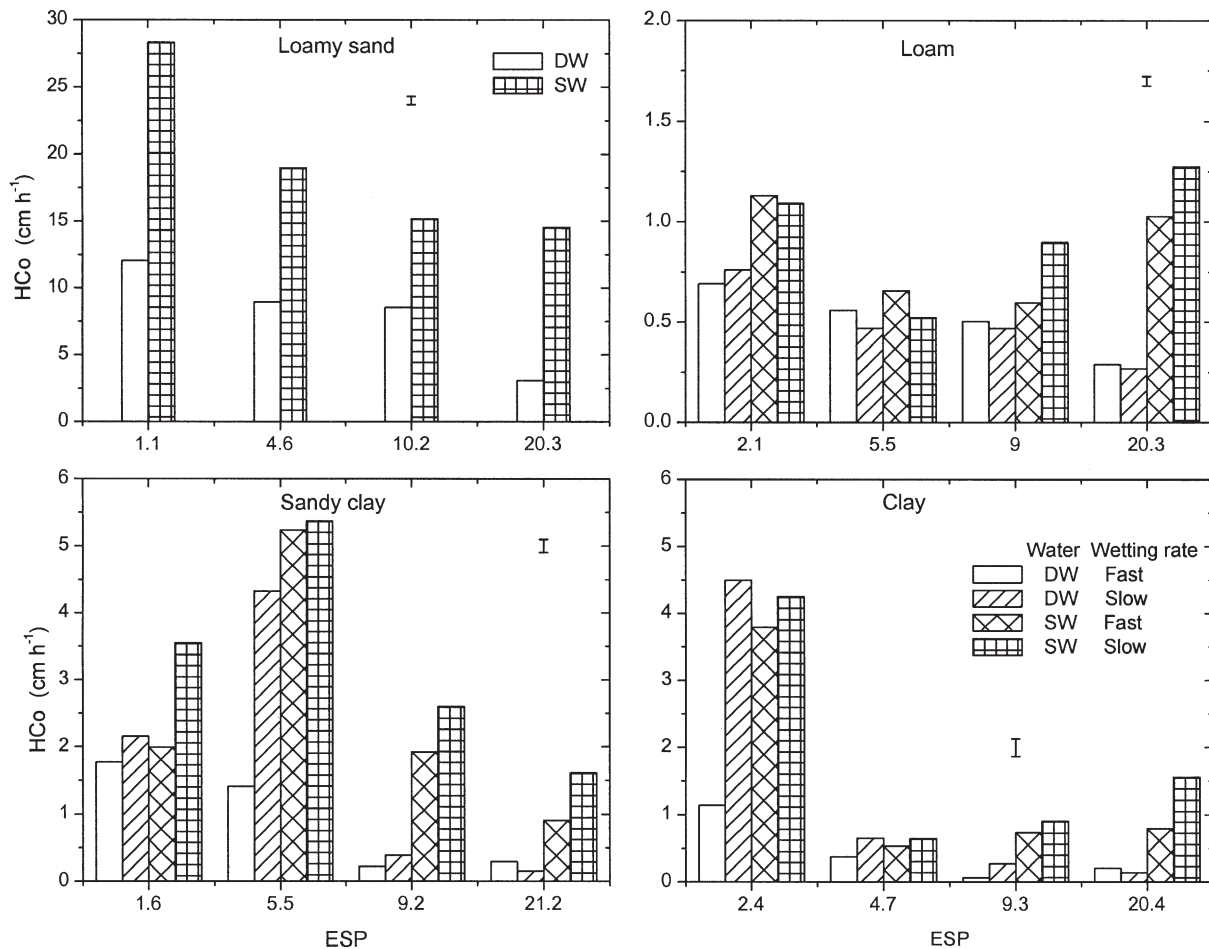 Loamy sand
DW
SW
HCo (cm h-1)
30
25
20
15
10
5
0
1.1 4.6 10.2 20.3
Loam
2.0
1.5
1.0
0.5
0.0
2.1 5.5 9 20.3
Sandy clay
HCo (cm h-1)
6
5
4
3
2
1
0
1.6 5.5 9.2 21.2
ESP
Clay
Water Wetting rate
DW Fast
DW Slow
SW Fast
SW Slow
6
5
4
3
2
1
0
2.4 4.7 9.3 20.4
ESP